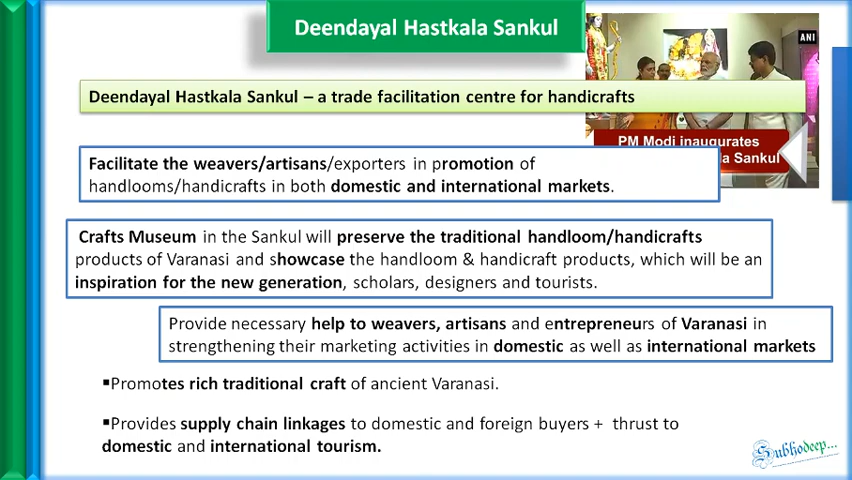 Deendayal Hastkala Sankul
ANI
Deendayal Hastkala Sankul – a trade facilitation centre for handicrafts
PM Modi inaugurates
Sankul
Facilitate the weavers/artisans/exporters in promotion of
handlooms/handicrafts in both domestic and international markets.
Crafts Museum in the Sankul will preserve the traditional handloom/handicrafts
products of Varanasi and showcase the handloom & handicraft products, which will be an
inspiration for the new generation, scholars, designers and tourists.
Provide necessary help to weavers, artisans and entrepreneurs of Varanasi in
strengthening their marketing activities in domestic as well as international markets
▪Promotes rich traditional craft of ancient Varanasi.
▪Provides supply chain linkages to domestic and foreign buyers + thrust to
domestic and international tourism.
Subhodeep...